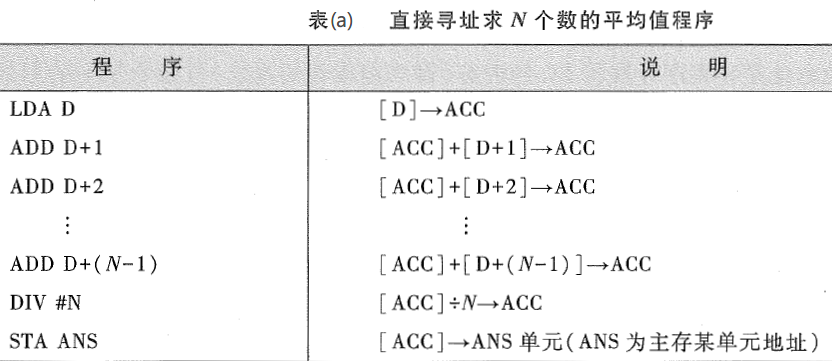 表(a) 直接寻址求 N 个数的平均值程序
程 序 说 明
LDA D [D]→ACC
ADD D+1 [ACC]+[D+1]→ACC
ADD D+2 [ACC]+[D+2]→ACC
⋮ ⋮
ADD D+(N-1) [ACC]+[D+(N-1)]→ACC
DIV #N [ACC]÷N→ACC
STA ANS [ACC]→ANS 单元(ANS 为主存某单元地址)